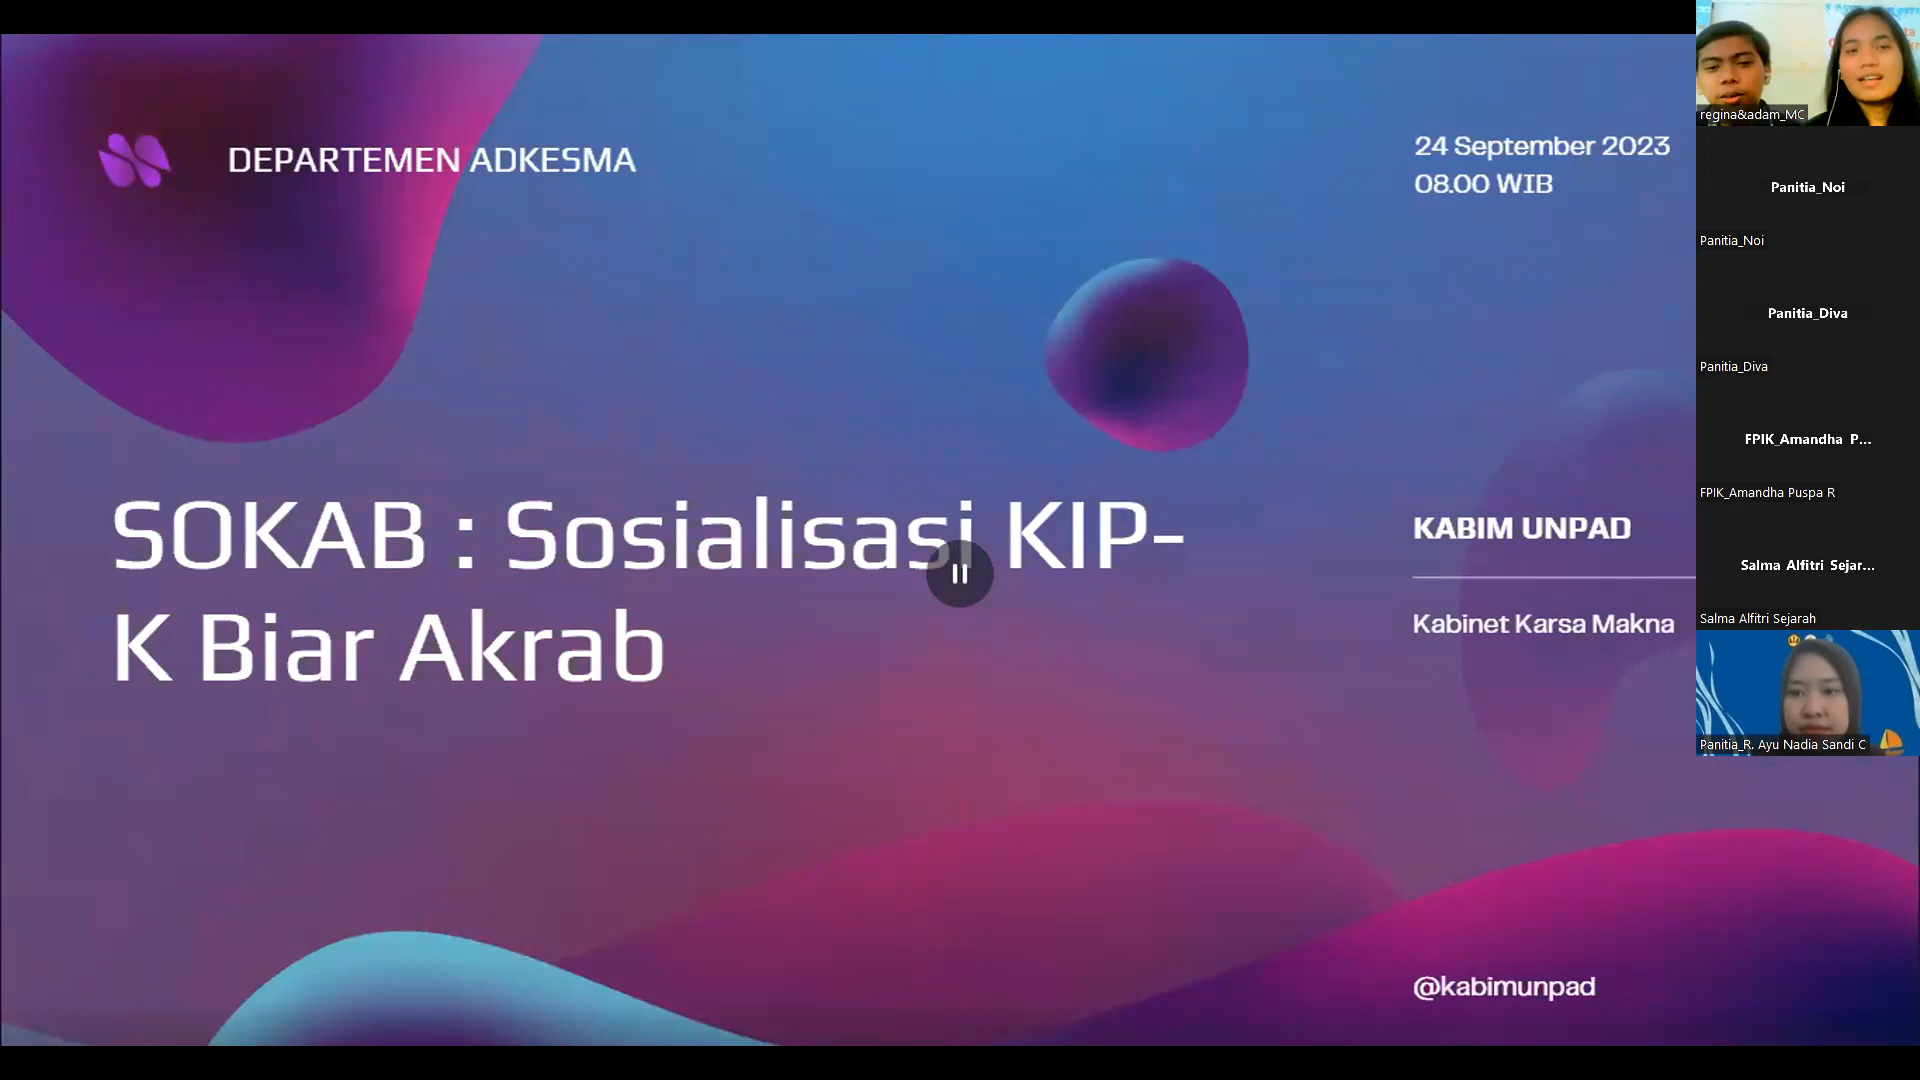 DEPARTEMEN ADKESMA
24 September 2023
08.00 WIB
SOKAB : Sosialisasi KIP-
K Biar Akrab
KABIM UNPAD
Kabinet Karsa Makna
@kabimunpad
regina&adam_MC
Panitia_Noi
Panitia_Noi
Panitia_Diva
Panitia_Diva
FPIK_Amandha P...
FPIK_Amandha Puspa R
Salma Alfitri Sejar...
Salma Alfitri Sejarah
Panitia_R. Ayu Nadia Sandi C